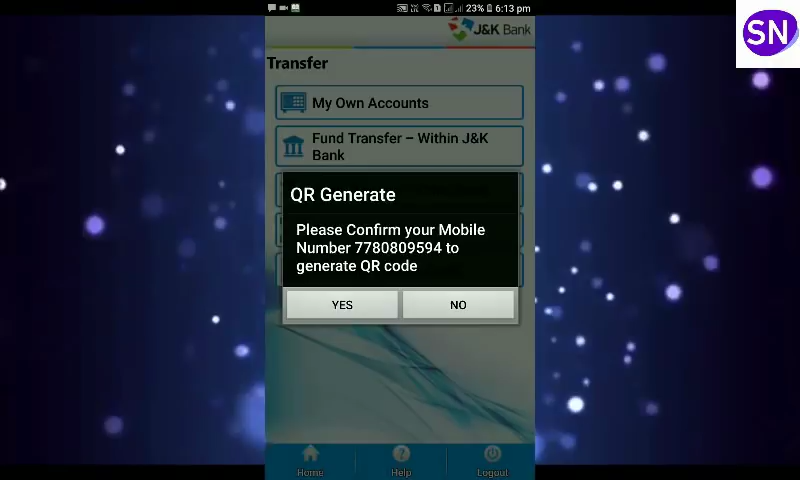 23% 6:13 pm
SN
J&K Bank
Transfer
My Own Accounts
Fund Transfer – Within J&K
Bank
QR Generate
Please Confirm your Mobile
Number 7780809594 to
generate QR code
YES
NO
Home
Help
Logout